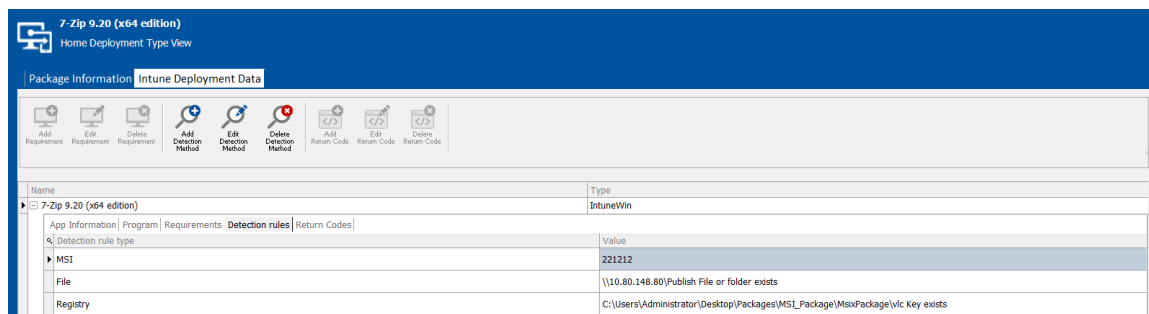 7-Zip 9.20 (x64 edition)
Home Deployment Type View
Package Information Intune Deployment Data
Add Requirement Edit Requirement Delete Requirement Add Detection Method Edit Detection Method Delete Detection Method Add Return Code Edit Return Code Delete Return Code
Name Type
7-Zip 9.20 (x64 edition) IntuneWin
App Information Program Requirements Detection rules Return Codes
Detection rule type Value
MSI 221212
File \\10.80.148.80\Publish File or folder exists
Registry C:\Users\Administrator\Desktop\Packages\MSI_Package\MsixPackage\vlc Key exists